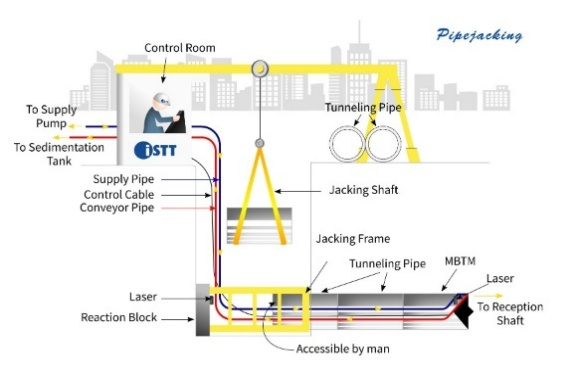 Pipejacking
Control Room
To Supply
Pump
Tunneling Pipe
To Sedimentation
Tank
iSTT
Supply Pipe
Control Cable
Conveyor Pipe
Jacking Shaft
Jacking Frame
Tunneling Pipe
MBTM
Laser
Laser
To Reception
Shaft
Reaction Block
Accessible by man